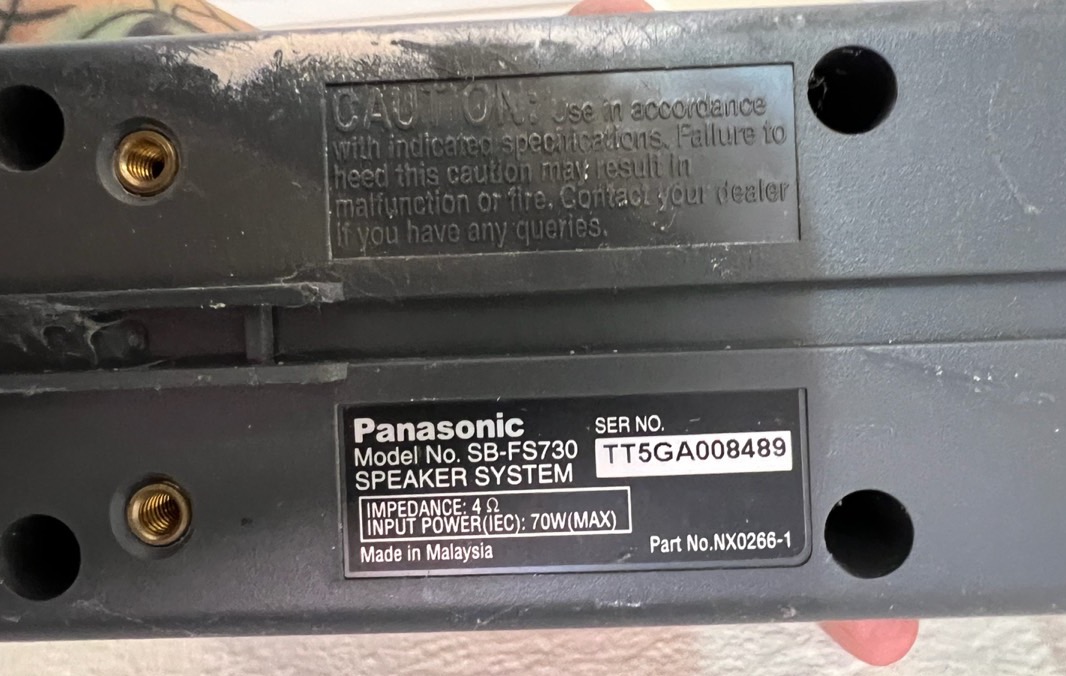 CAUTION: Use in accordance
with indicated specifications. Failure to
heed this caution may result in
malfunction or fire. Contact your dealer
if you have any queries.
Panasonic
Model No. SB-FS730
SPEAKER SYSTEM
SER NO.
TT5GA008489
IMPEDANCE: 4 Ω
INPUT POWER(IEC): 70W(MAX)
Made in Malaysia
Part No.NX0266-1